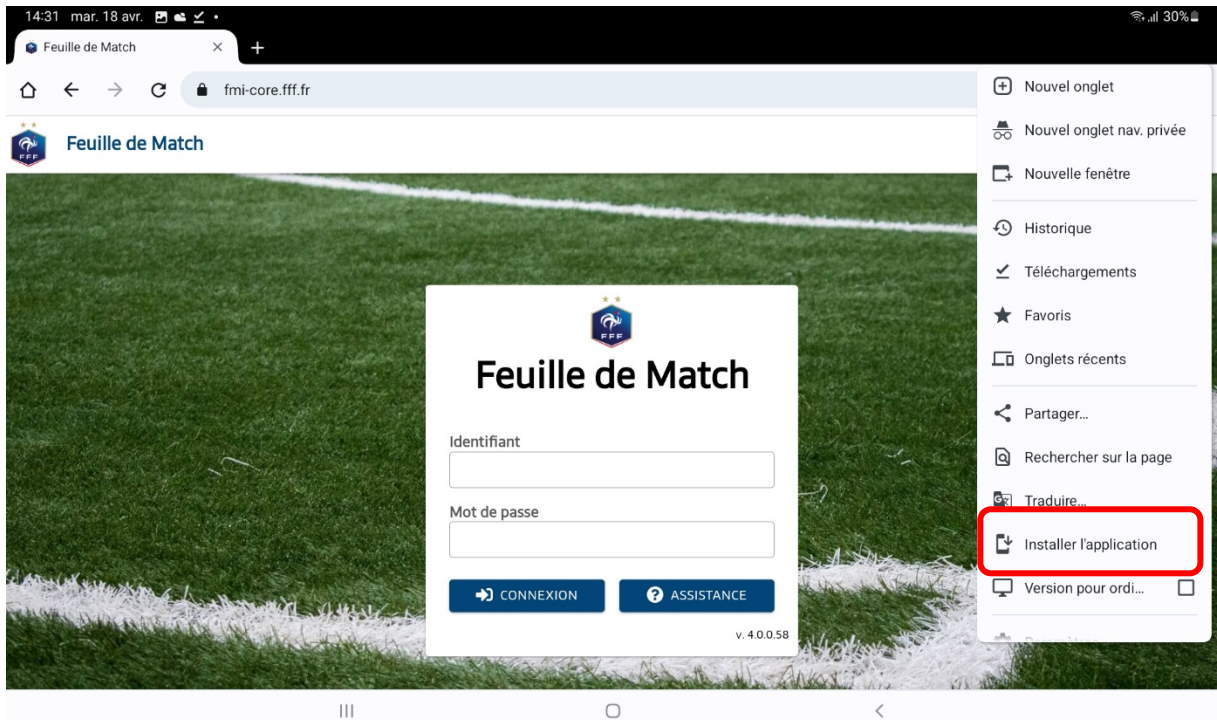 14:31 mar. 18 avr.
30%
Feuille de Match
fmi-core.fff.fr
FFF
Feuille de Match
Nouvel onglet
Nouvel onglet nav. privée
Nouvelle fenêtre
Historique
Téléchargements
Favoris
Onglets récents
Partager...
Rechercher sur la page
Traduire...
Installer l'application
Version pour ordi...
Paramètres
FFF
Feuille de Match
Identifiant
Mot de passe
CONNEXION
ASSISTANCE
v. 4.0.0.58